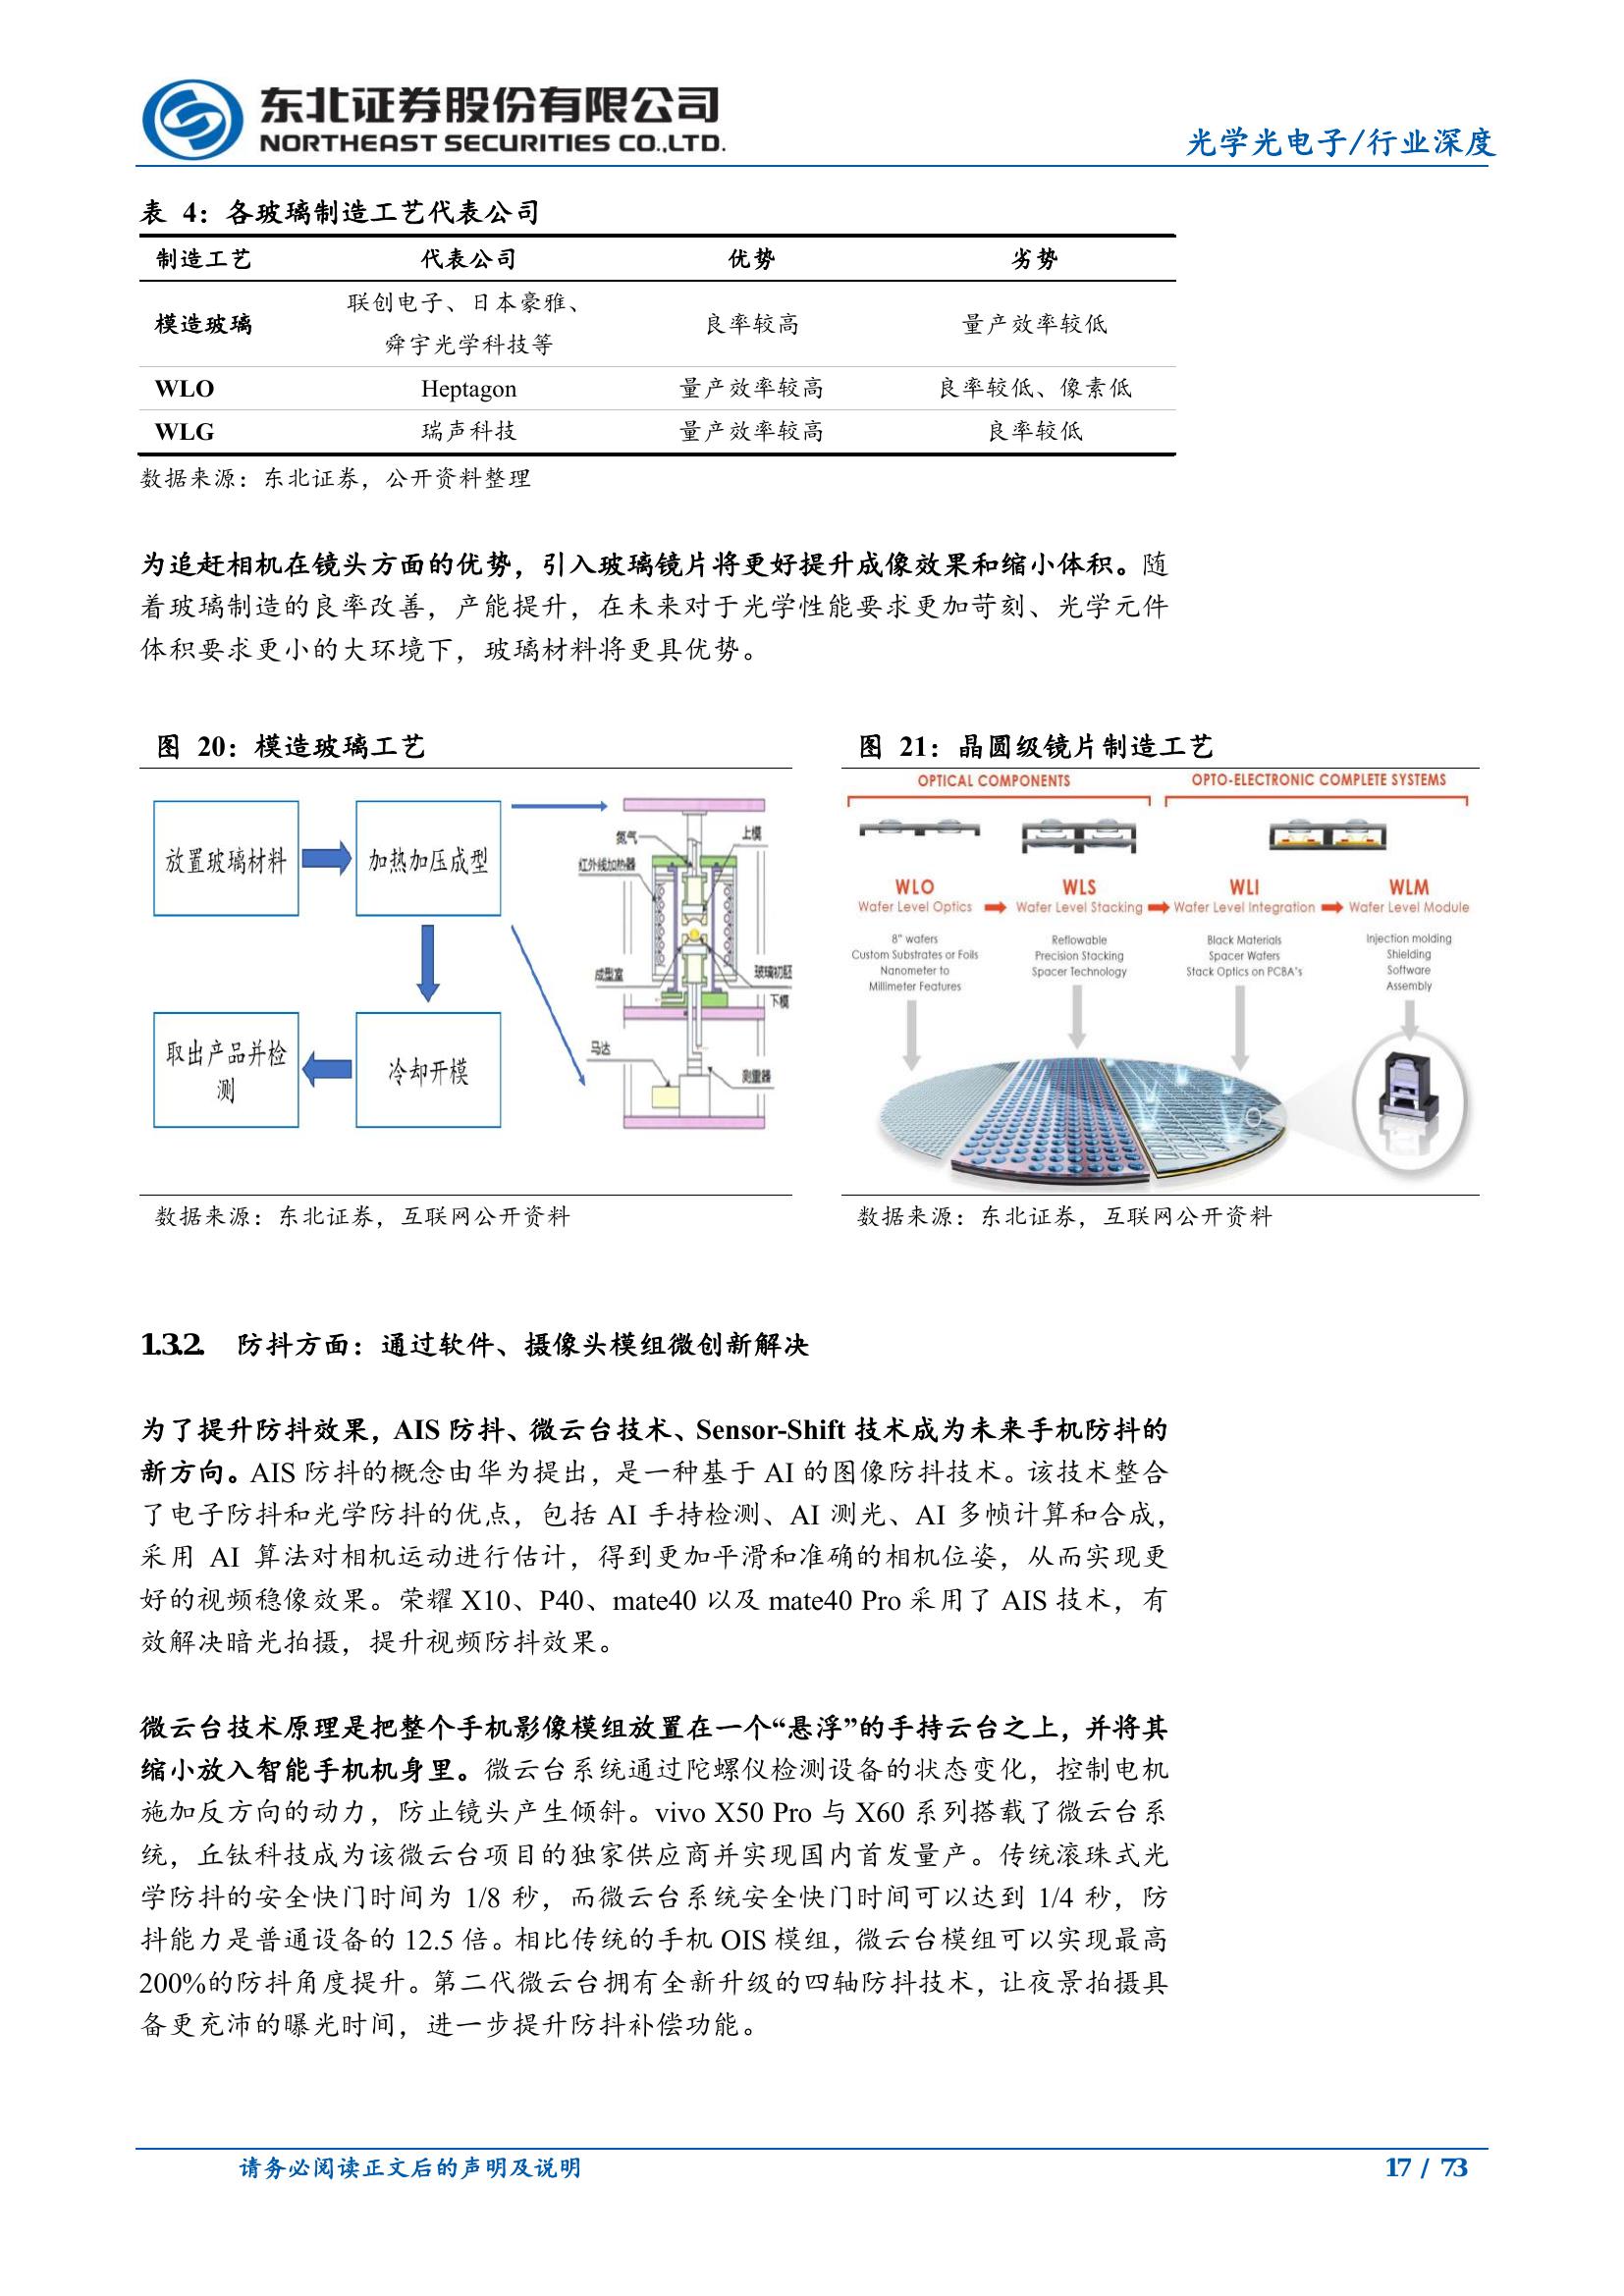 东北证券股份有限公司
NORTHEAST SECURITIES CO.,LTD.
光学光电子/行业深度
表 4：各玻璃制造工艺代表公司
制造工艺 代表公司 优势 劣势
模造玻璃 联创电子、日本豪雅、舜宇光学科技等 良率较高 量产效率较低
WLO Heptagon 量产效率较高 良率较低、像素低
WLG 瑞声科技 量产效率较高 良率较低
数据来源：东北证券，公开资料整理
为追赶相机在镜头方面的优势，引入玻璃镜片将更好提升成像效果和缩小体积。随
着玻璃制造的良率改善，产能提升，在未来对于光学性能要求更加苛刻、光学元件
体积要求更小的大环境下，玻璃材料将更具优势。
图 20：模造玻璃工艺
放置玻璃材料
加热加压成型
取出产品并检
测
冷却开模
氮气
上模
红外线加热器
成型室
玻璃初胚
下模
马达
测重器
数据来源：东北证券，互联网公开资料
图 21：晶圆级镜片制造工艺
OPTICAL COMPONENTS
OPTO-ELECTRONIC COMPLETE SYSTEMS
WLO WLS WLI WLM
Wafer Level Optics Wafer Level Stacking Wafer Level Integration Wafer Level Module
8" wafers
Custom Substrates or Foils
Nanometer to
Millimeter Features
Reflowable
Precision Stacking
Spacer Technology
Black Materials
Spacer Wafers
Stack Optics on PCBA's
Injection molding
Shielding
Software
Assembly
数据来源：东北证券，互联网公开资料
1.3.2. 防抖方面：通过软件、摄像头模组微创新解决
为了提升防抖效果，AIS 防抖、微云台技术、Sensor-Shift 技术成为未来手机防抖的
新方向。AIS 防抖的概念由华为提出，是一种基于 AI 的图像防抖技术。该技术整合
了电子防抖和光学防抖的优点，包括 AI 手持检测、AI 测光、AI 多帧计算和合成，
采用 AI 算法对相机运动进行估计，得到更加平滑和准确的相机位姿，从而实现更
好的视频稳像效果。荣耀 X10、P40、mate40 以及 mate40 Pro 采用了 AIS 技术，有
效解决暗光拍摄，提升视频防抖效果。
微云台技术原理是把整个手机影像模组放置在一个“悬浮”的手持云台之上，并将其
缩小放入智能手机机身里。微云台系统通过陀螺仪检测设备的状态变化，控制电机
施加反方向的动力，防止镜头产生倾斜。vivo X50 Pro 与 X60 系列搭载了微云台系
统，丘钛科技成为该微云台项目的独家供应商并实现国内首发量产。传统滚珠式光
学防抖的安全快门时间为 1/8 秒，而微云台系统安全快门时间可以达到 1/4 秒，防
抖能力是普通设备的 12.5 倍。相比传统的手机 OIS 模组，微云台模组可以实现最高
200%的防抖角度提升。第二代微云台拥有全新升级的四轴防抖技术，让夜景拍摄具
备更充沛的曝光时间，进一步提升防抖补偿功能。
请务必阅读正文后的声明及说明
17 / 73